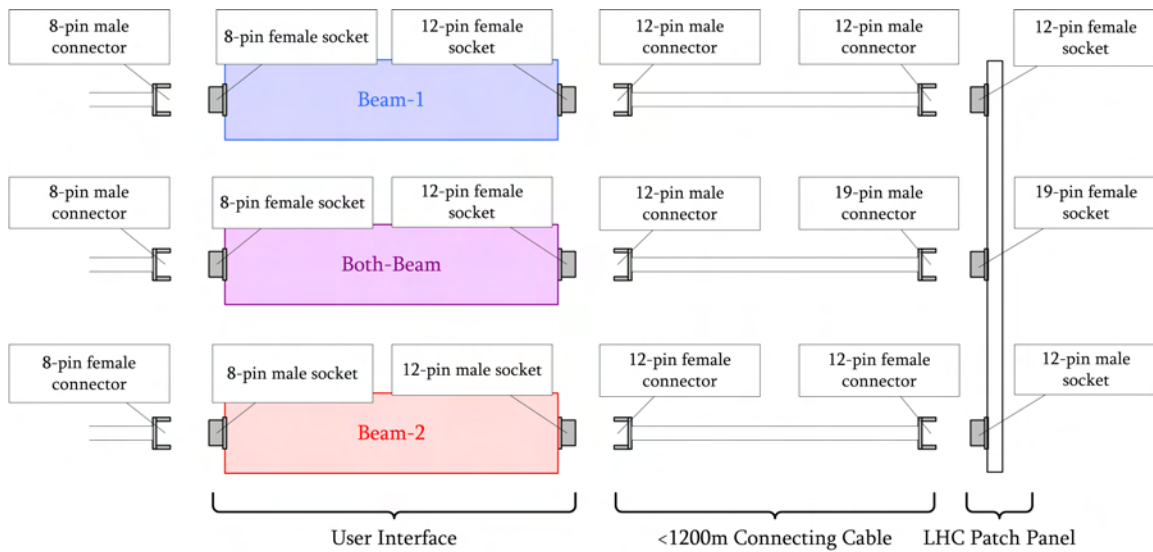 8-pin male
connector
8-pin female socket
12-pin female
socket
12-pin male
connector
12-pin male
connector
12-pin female
socket
Beam-1
8-pin male
connector
8-pin female socket
12-pin female
socket
12-pin male
connector
19-pin male
connector
19-pin female
socket
Both-Beam
8-pin female
connector
8-pin male socket
12-pin male socket
12-pin female
connector
12-pin female
connector
12-pin male
socket
Beam-2
User Interface
<1200m Connecting Cable
LHC Patch Panel